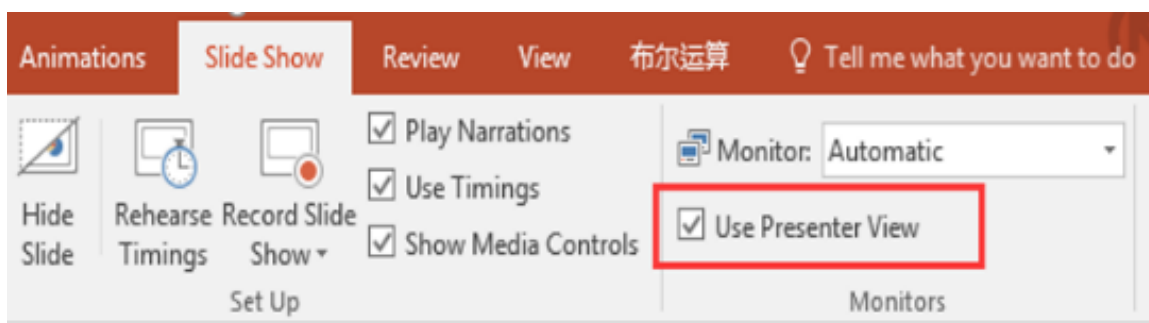 Animations Slide Show Review View 布尔运算 Tell me what you want to do
Hide Slide
Rehearse Timings
Record Slide Show
Play Narrations
Use Timings
Show Media Controls
Set Up
Monitor: Automatic
Use Presenter View
Monitors